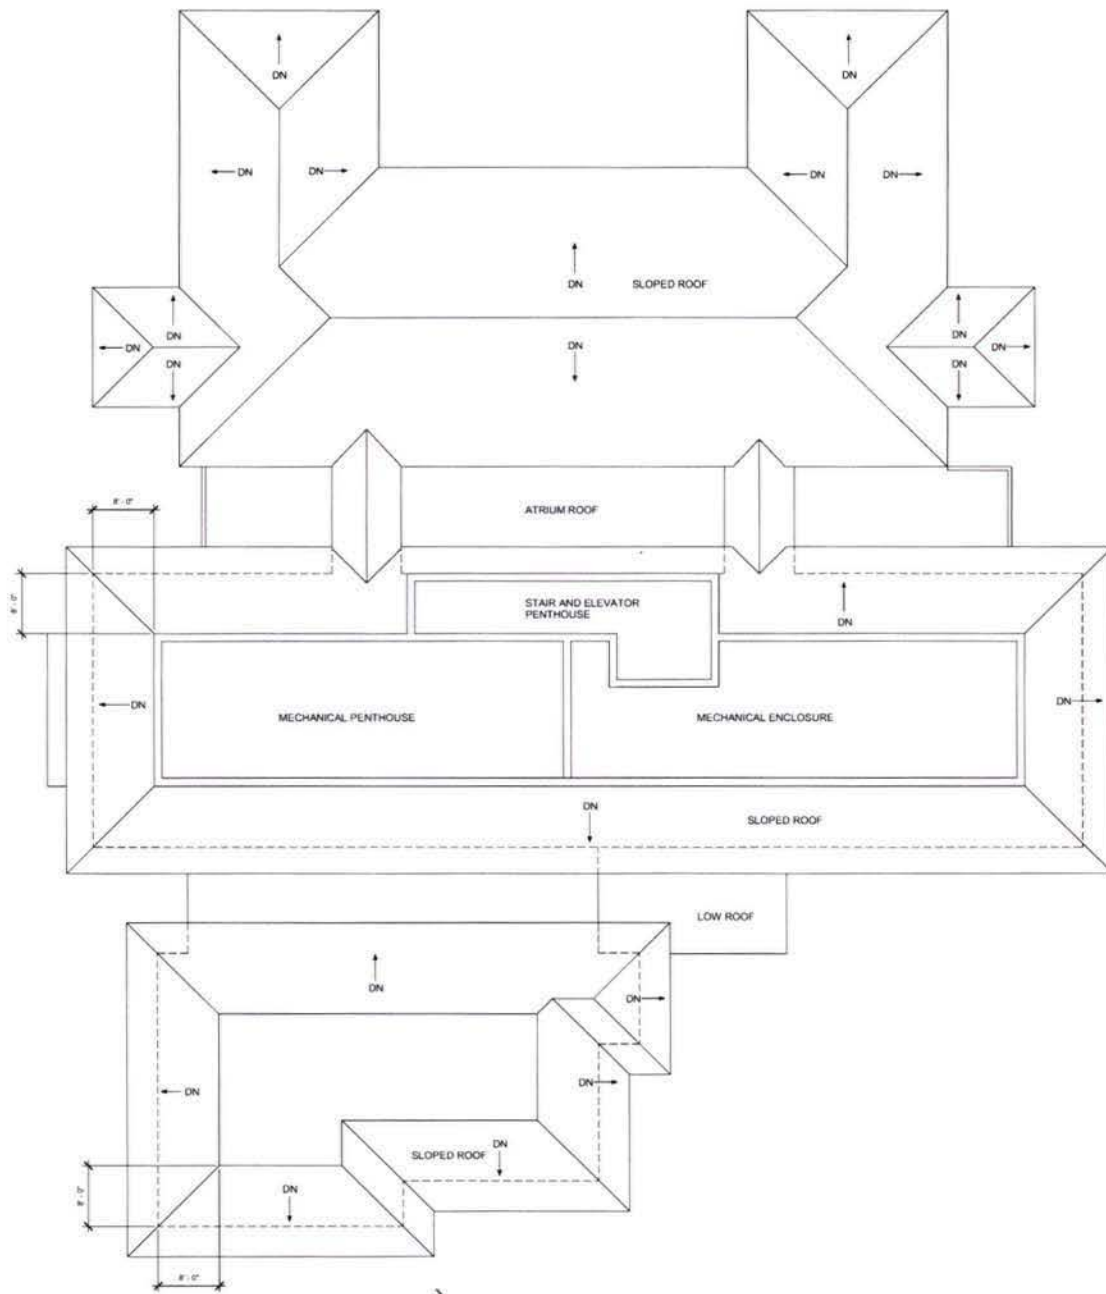 DN
DN
DN
DN
DN
DN
DN
SLOPED ROOF
DN
DN
DN
DN
DN
DN
DN
8'-0"
ATRIUM ROOF
8'-0"
STAIR AND ELEVATOR
PENTHOUSE
DN
DN
DN
MECHANICAL PENTHOUSE
MECHANICAL ENCLOSURE
DN
SLOPED ROOF
LOW ROOF
DN
DN
DN
DN
DN
SLOPED ROOF
8'-0"
DN
8'-0"